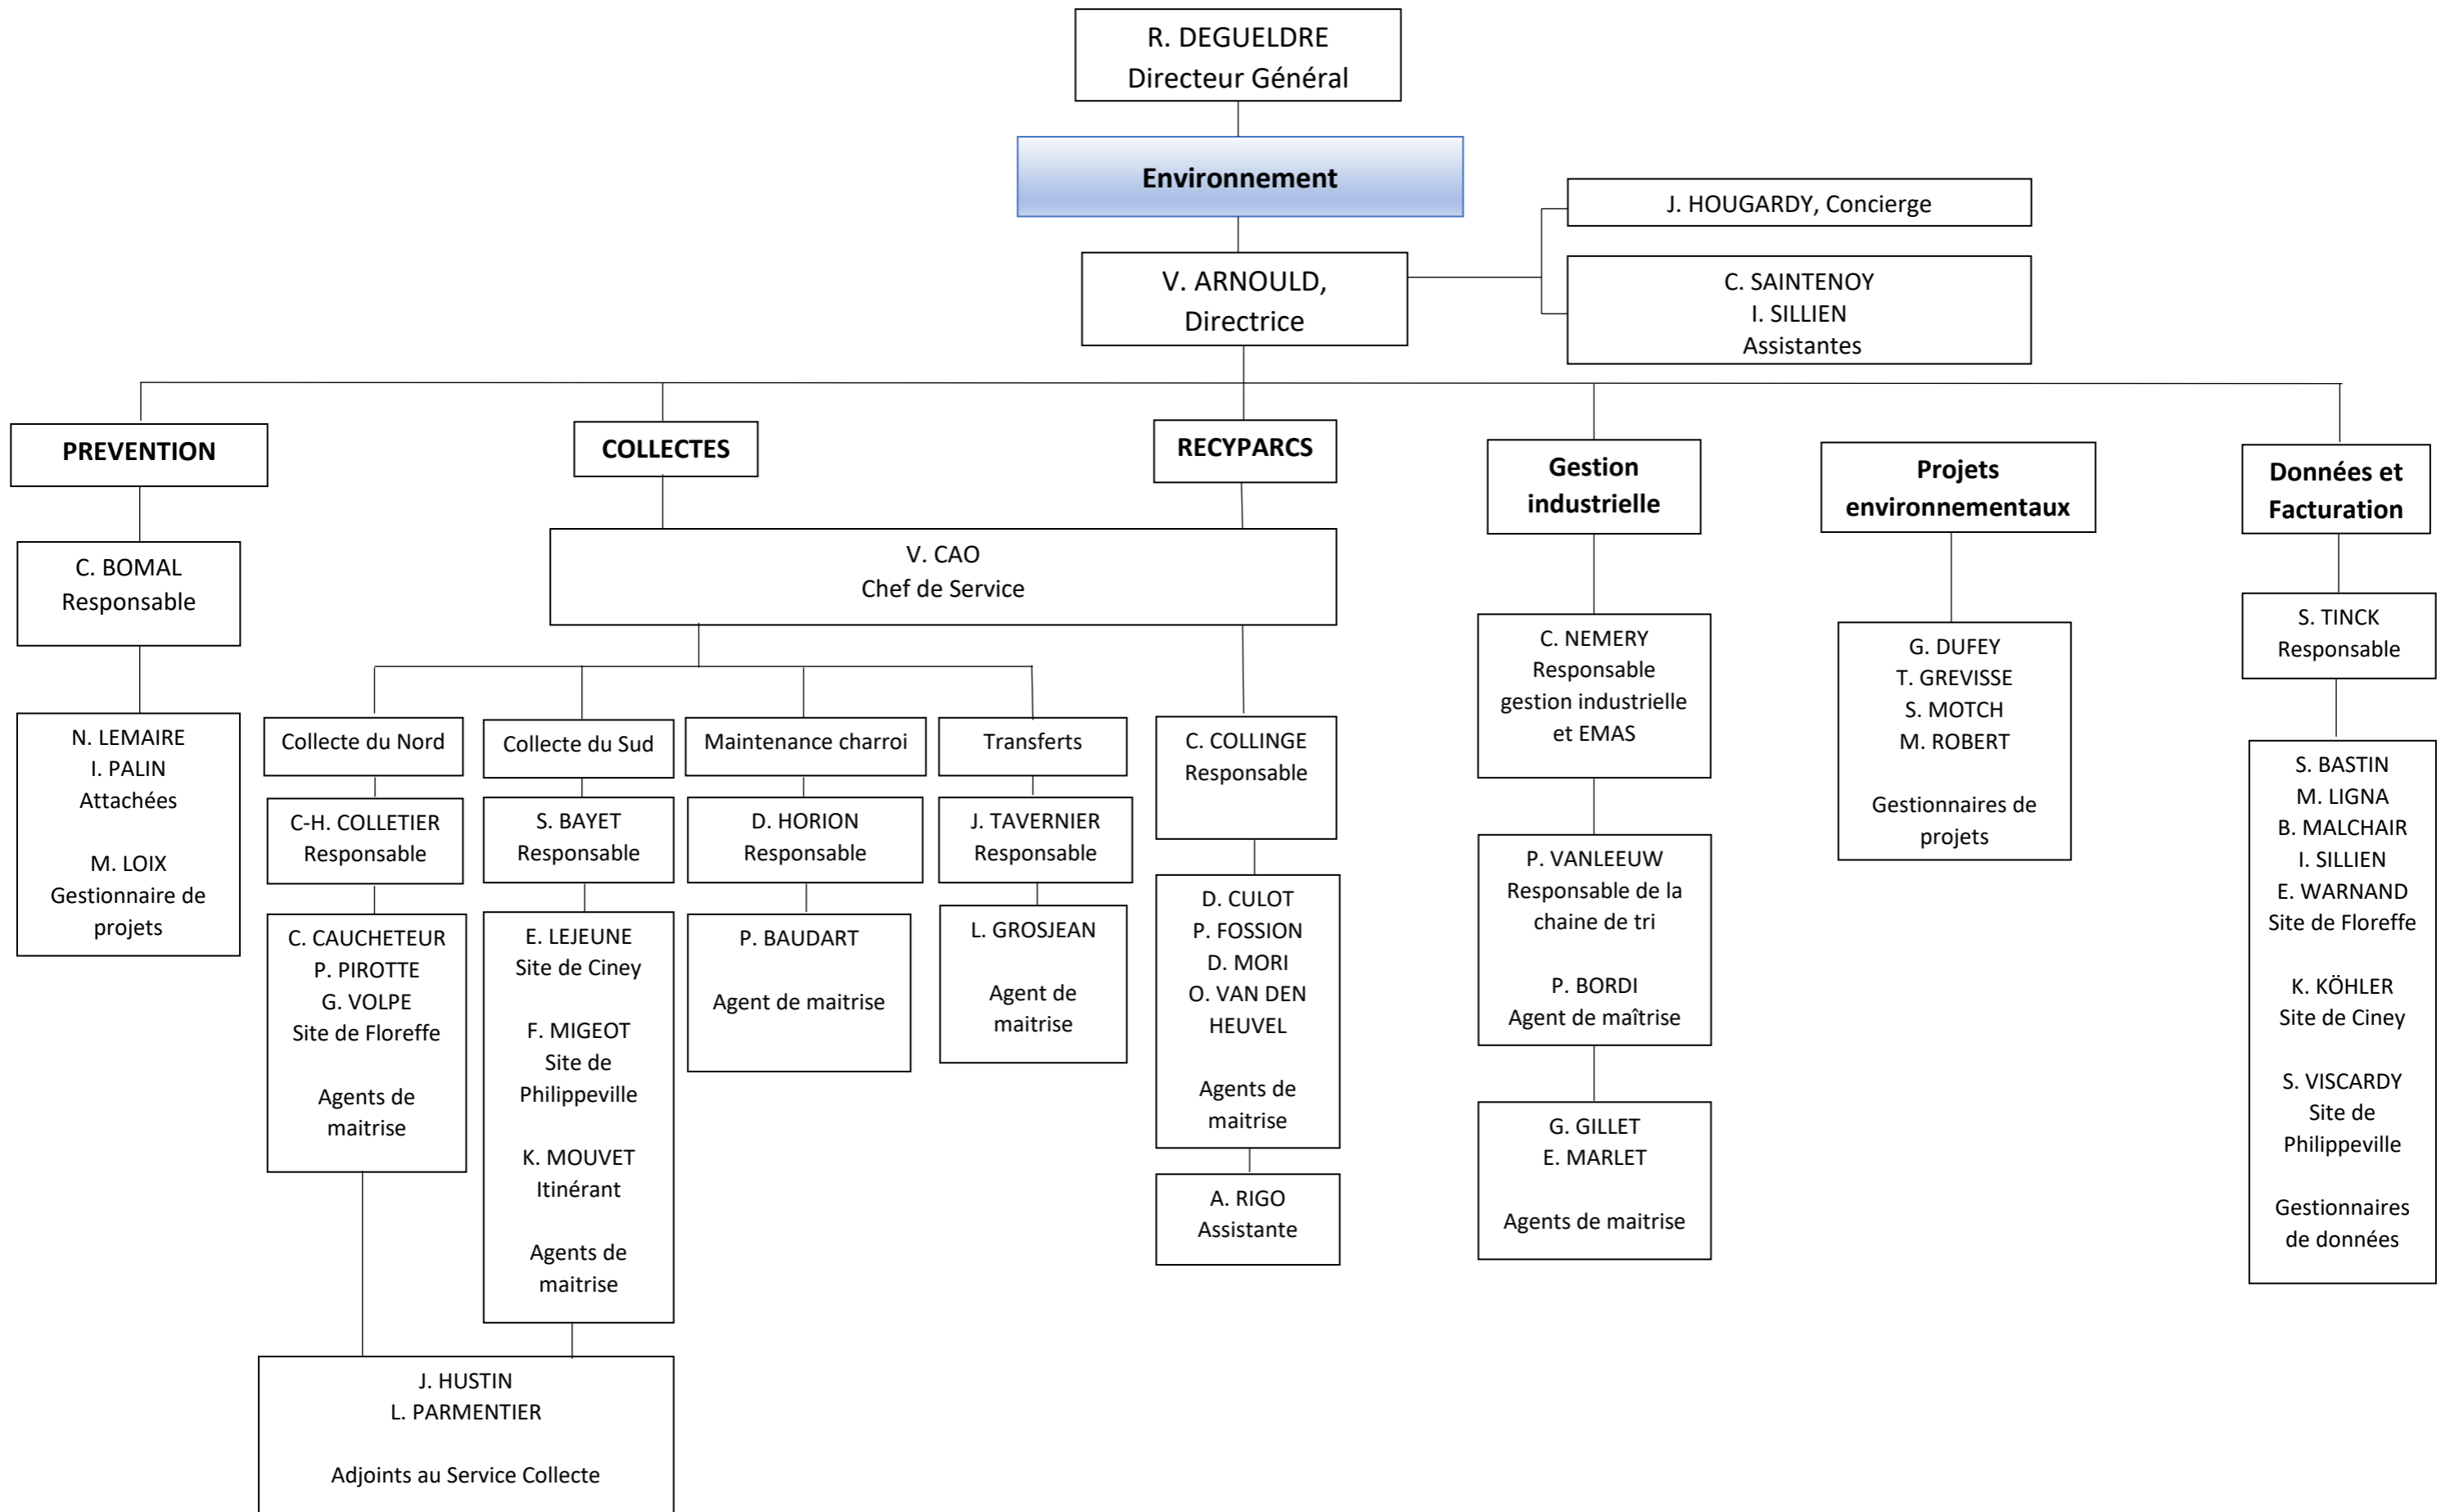 R. DEGUELDRE
Directeur Général
Environnement
J. HOUGARDY, Concierge
V. ARNOULD,
Directrice
C. SAINTENOY
I. SILLIEN
Assistantes
PREVENTION
COLLECTES
RECYPARCS
Gestion
industrielle
Projets
environnementaux
Données et
Facturation
C. BOMAL
Responsable
V. CAO
Chef de Service
N. LEMAIRE
I. PALIN
Attachées
M. LOIX
Gestionnaire de
projets
Collecte du Nord
C-H. COLLETIER
Responsable
C. CAUCHETEUR
P. PIROTTE
G. VOLPE
Site de Floreffe
Agents de
maitrise
Collecte du Sud
S. BAYET
Responsable
E. LEJEUNE
Site de Ciney
F. MIGEOT
Site de
Philippeville
K. MOUVET
Itinérant
Agents de
maitrise
J. HUSTIN
L. PARMENTIER
Adjoints au Service Collecte
Maintenance charroi
D. HORION
Responsable
P. BAUDART
Agent de maitrise
Transferts
J. TAVERNIER
Responsable
L. GROSJEAN
Agent de
maitrise
C. COLLINGE
Responsable
D. CULOT
P. FOSSION
D. MORI
O. VAN DEN
HEUVEL
Agents de
maitrise
A. RIGO
Assistante
C. NEMERY
Responsable
gestion industrielle
et EMAS
P. VANLEEUW
Responsable de la
chaine de tri
P. BORDI
Agent de maîtrise
G. GILLET
E. MARLET
Agents de maitrise
G. DUFEY
T. GREVISSE
S. MOTCH
M. ROBERT
Gestionnaires de
projets
S. TINCK
Responsable
S. BASTIN
M. LIGNA
B. MALCHAIR
I. SILLIEN
E. WARNAND
Site de Floreffe
K. KÖHLER
Site de Ciney
S. VISCARDY
Site de
Philippeville
Gestionnaires
de données